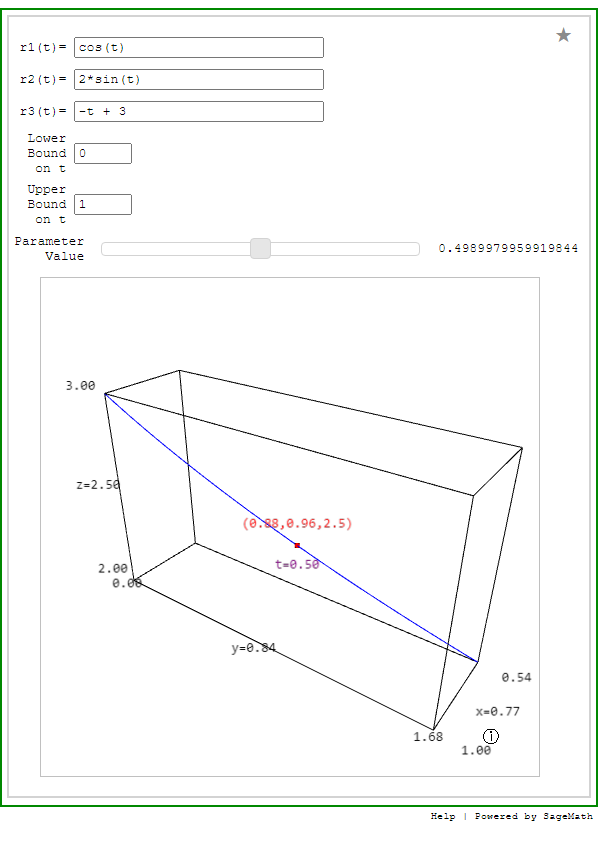 r1(t)= cos(t)
r2(t)= 2*sin(t)
r3(t)= -t + 3
Lower
Bound
on t
0
Upper
Bound
on t
1
Parameter
Value
0.4989979959919844
3.00
z=2.50
(0.88,0.96,2.5)
t=0.50
2.00
0.00
y=0.84
0.54
x=0.77
1.68
1.00
Help | Powered by SageMath